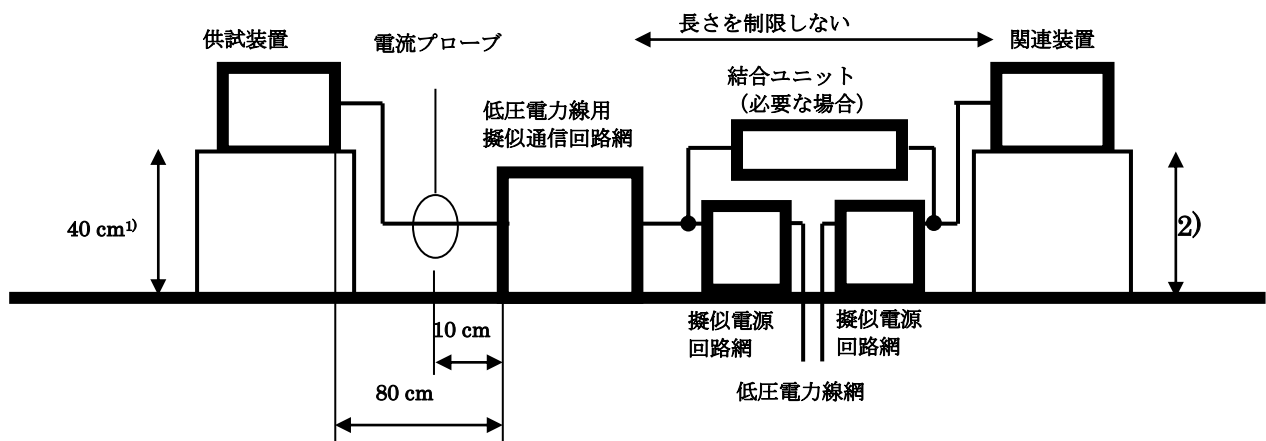 長さを制限しない
供試装置
電流プローブ
関連装置
結合ユニット
（必要な場合）
低圧電力線用
擬似通信回路網
40 cm1)
2)
10 cm
擬似電源
回路網
擬似電源
回路網
80 cm
低圧電力線網